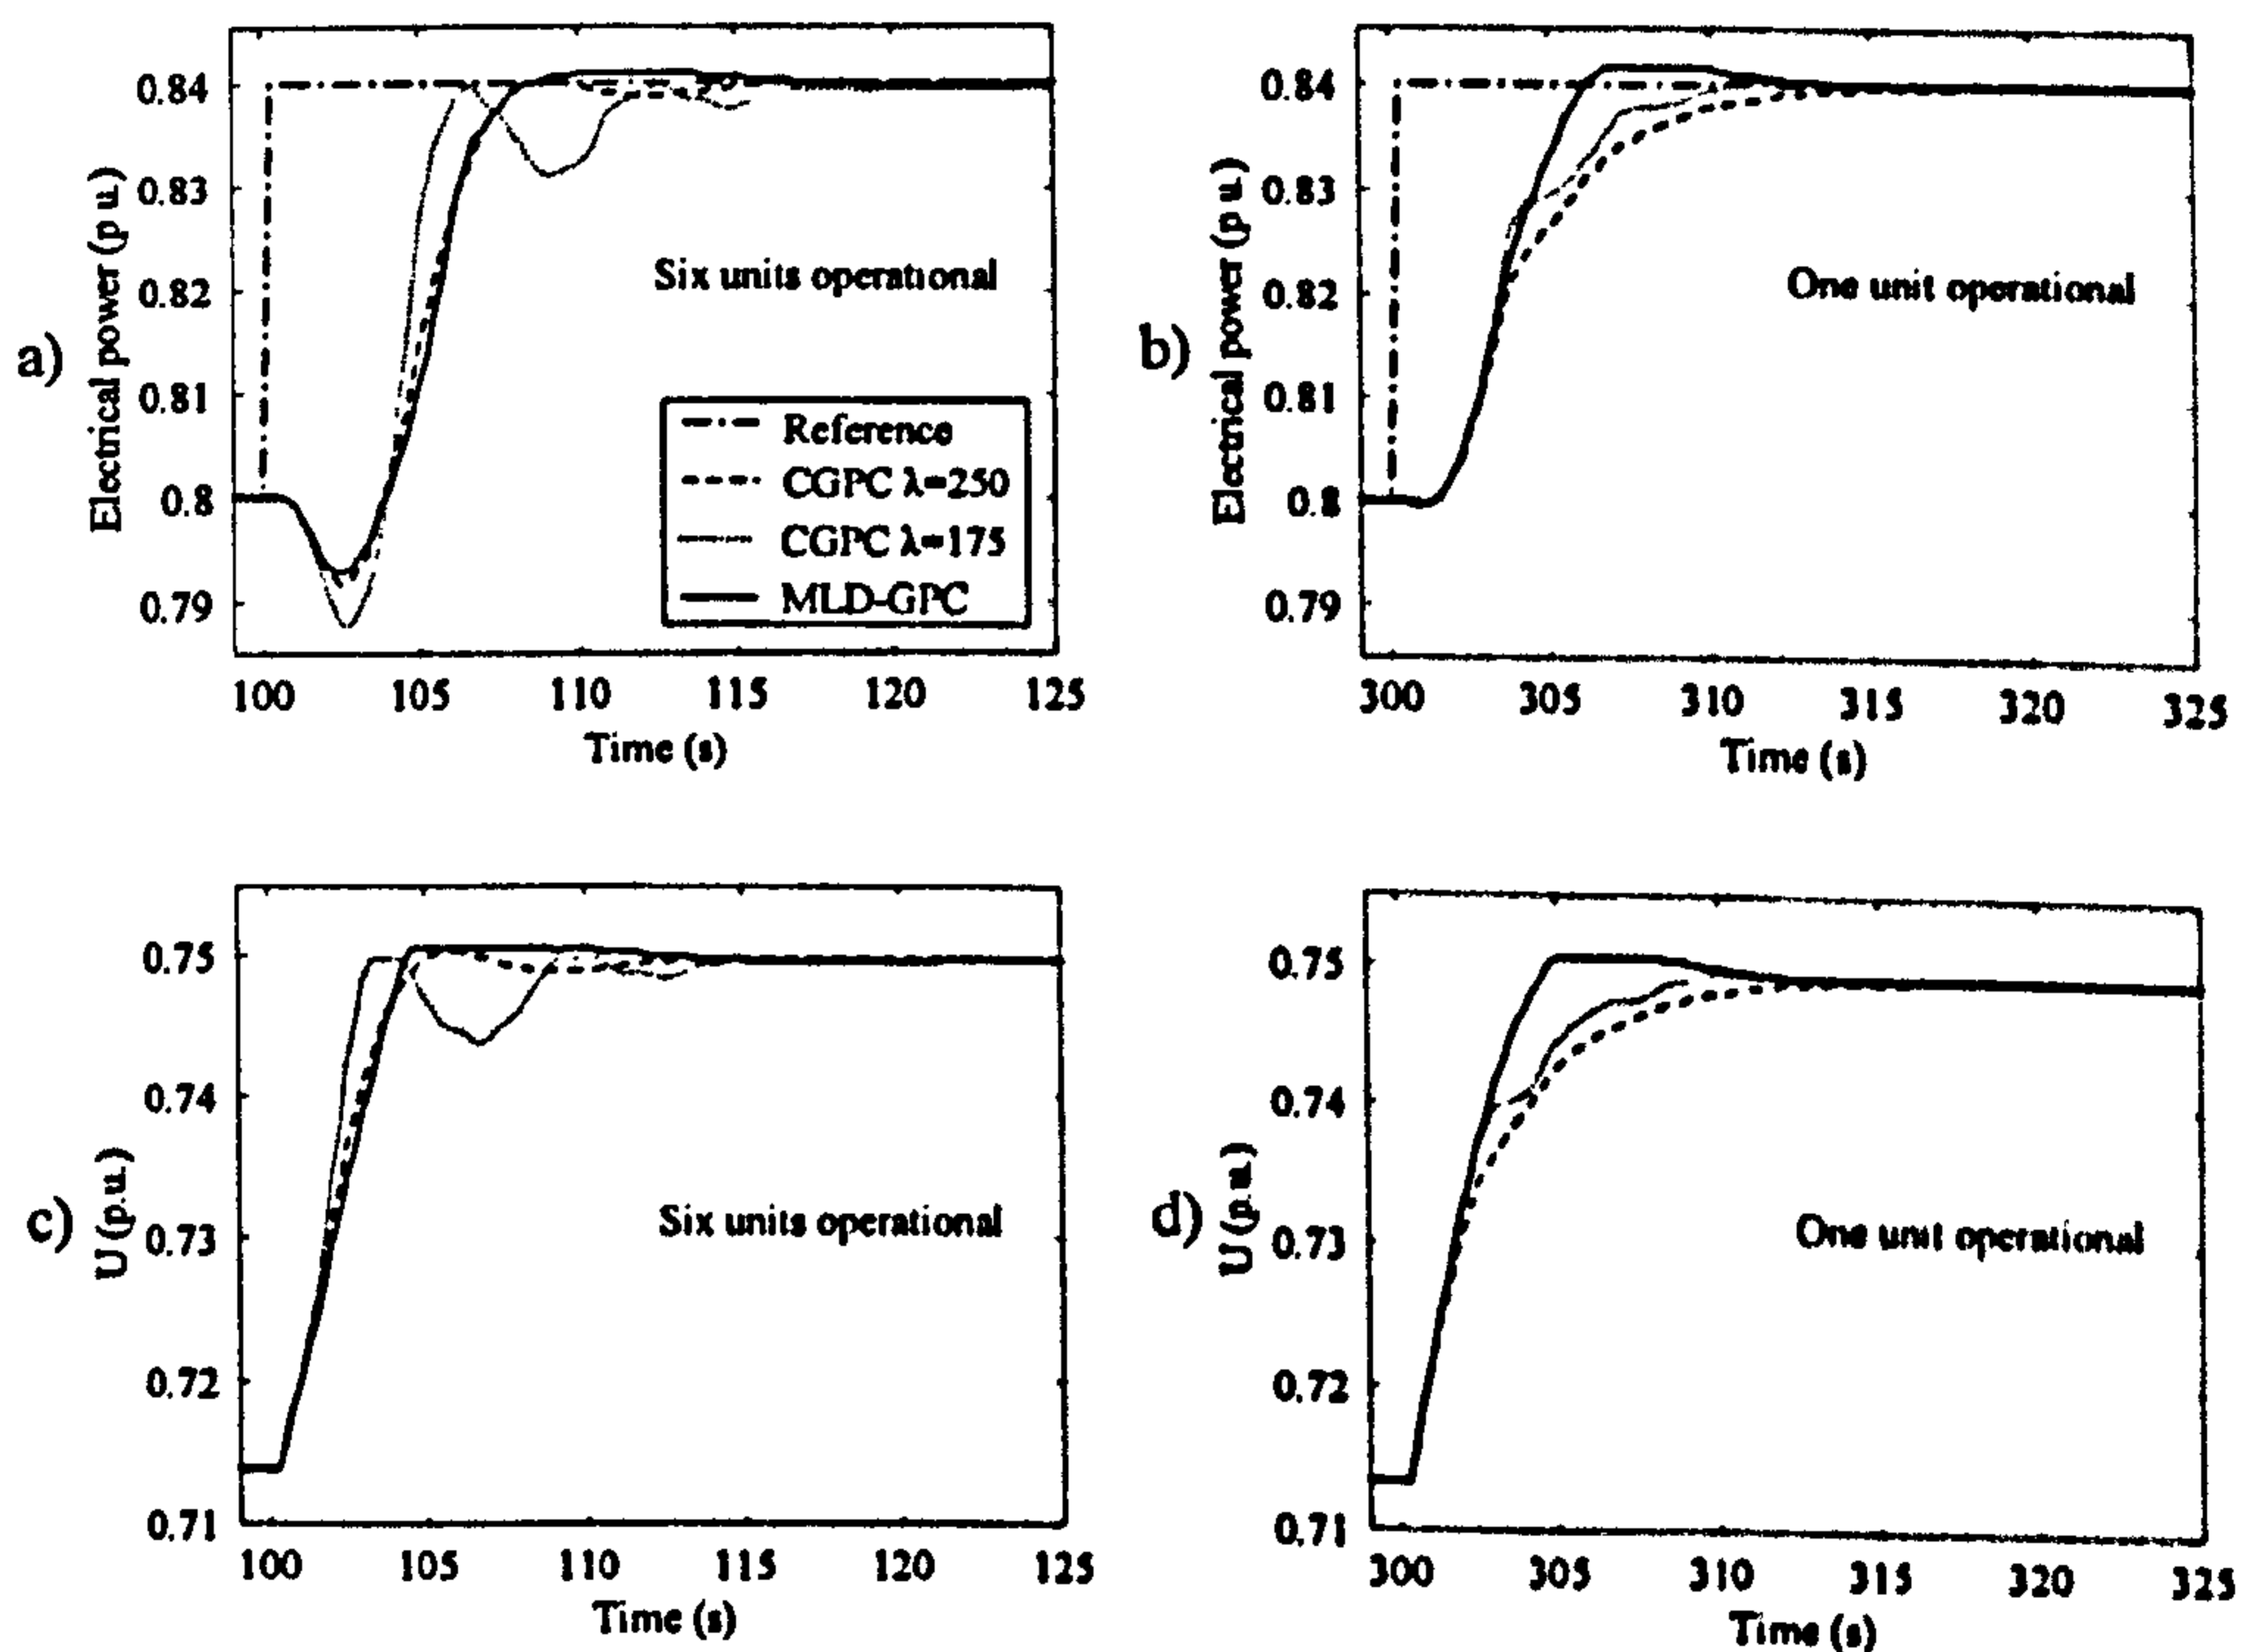 a)
Electrical power (p u.)
0.84
0.83
0.82
0.81
0.8
0.79
Six units operational
Reference
CGPC λ=250
CGPC λ=175
MLD-GPC
100 105 110 115 120 125
Time (s)
b)
Electrical power (p u.)
0.84
0.83
0.82
0.81
0.8
0.79
One unit operational
300 305 310 315 320 325
Time (s)
c)
U (p.u.)
0.75
0.74
0.73
0.72
0.71
Six units operational
100 105 110 115 120 125
Time (s)
d)
U (p.u.)
0.75
0.74
0.73
0.72
0.71
One unit operational
300 305 310 315 320 325
Time (s)